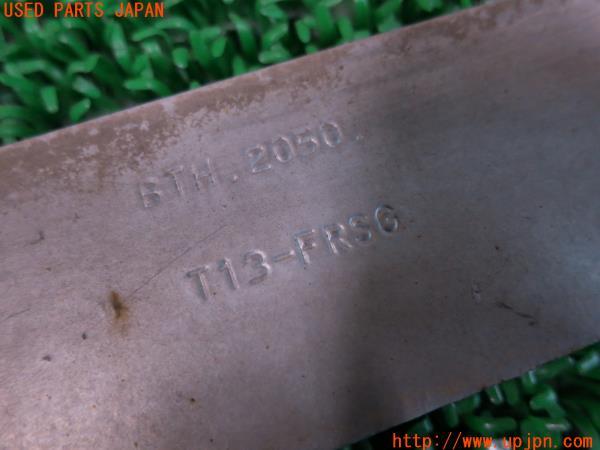 USED PARTS JAPAN
BTH.2050.
T13-FRSG
http://www.upjpn.com